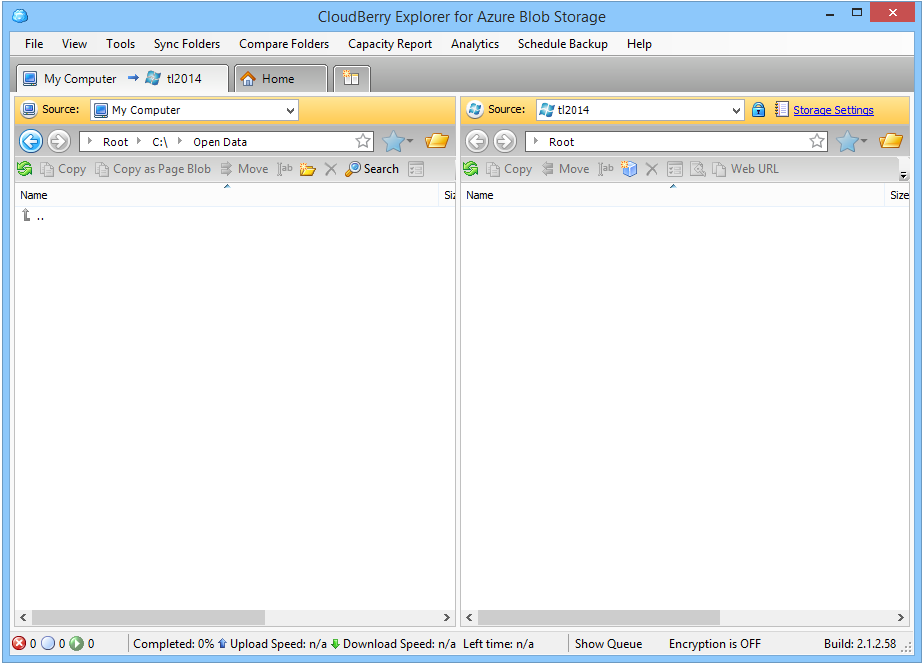 CloudBerry Explorer for Azure Blob Storage
File View Tools Sync Folders Compare Folders Capacity Report Analytics Schedule Backup Help
My Computer tl2014 Home
Source: My Computer
Root C:\ Open Data
Copy Copy as Page Blob Move Search
Name Siz
..
Source: tl2014 Storage Settings
Root
Copy Move Web URL
Name Size
0 0 0 Completed: 0% Upload Speed: n/a Download Speed: n/a Left time: n/a Show Queue Encryption is OFF Build: 2.1.2.58